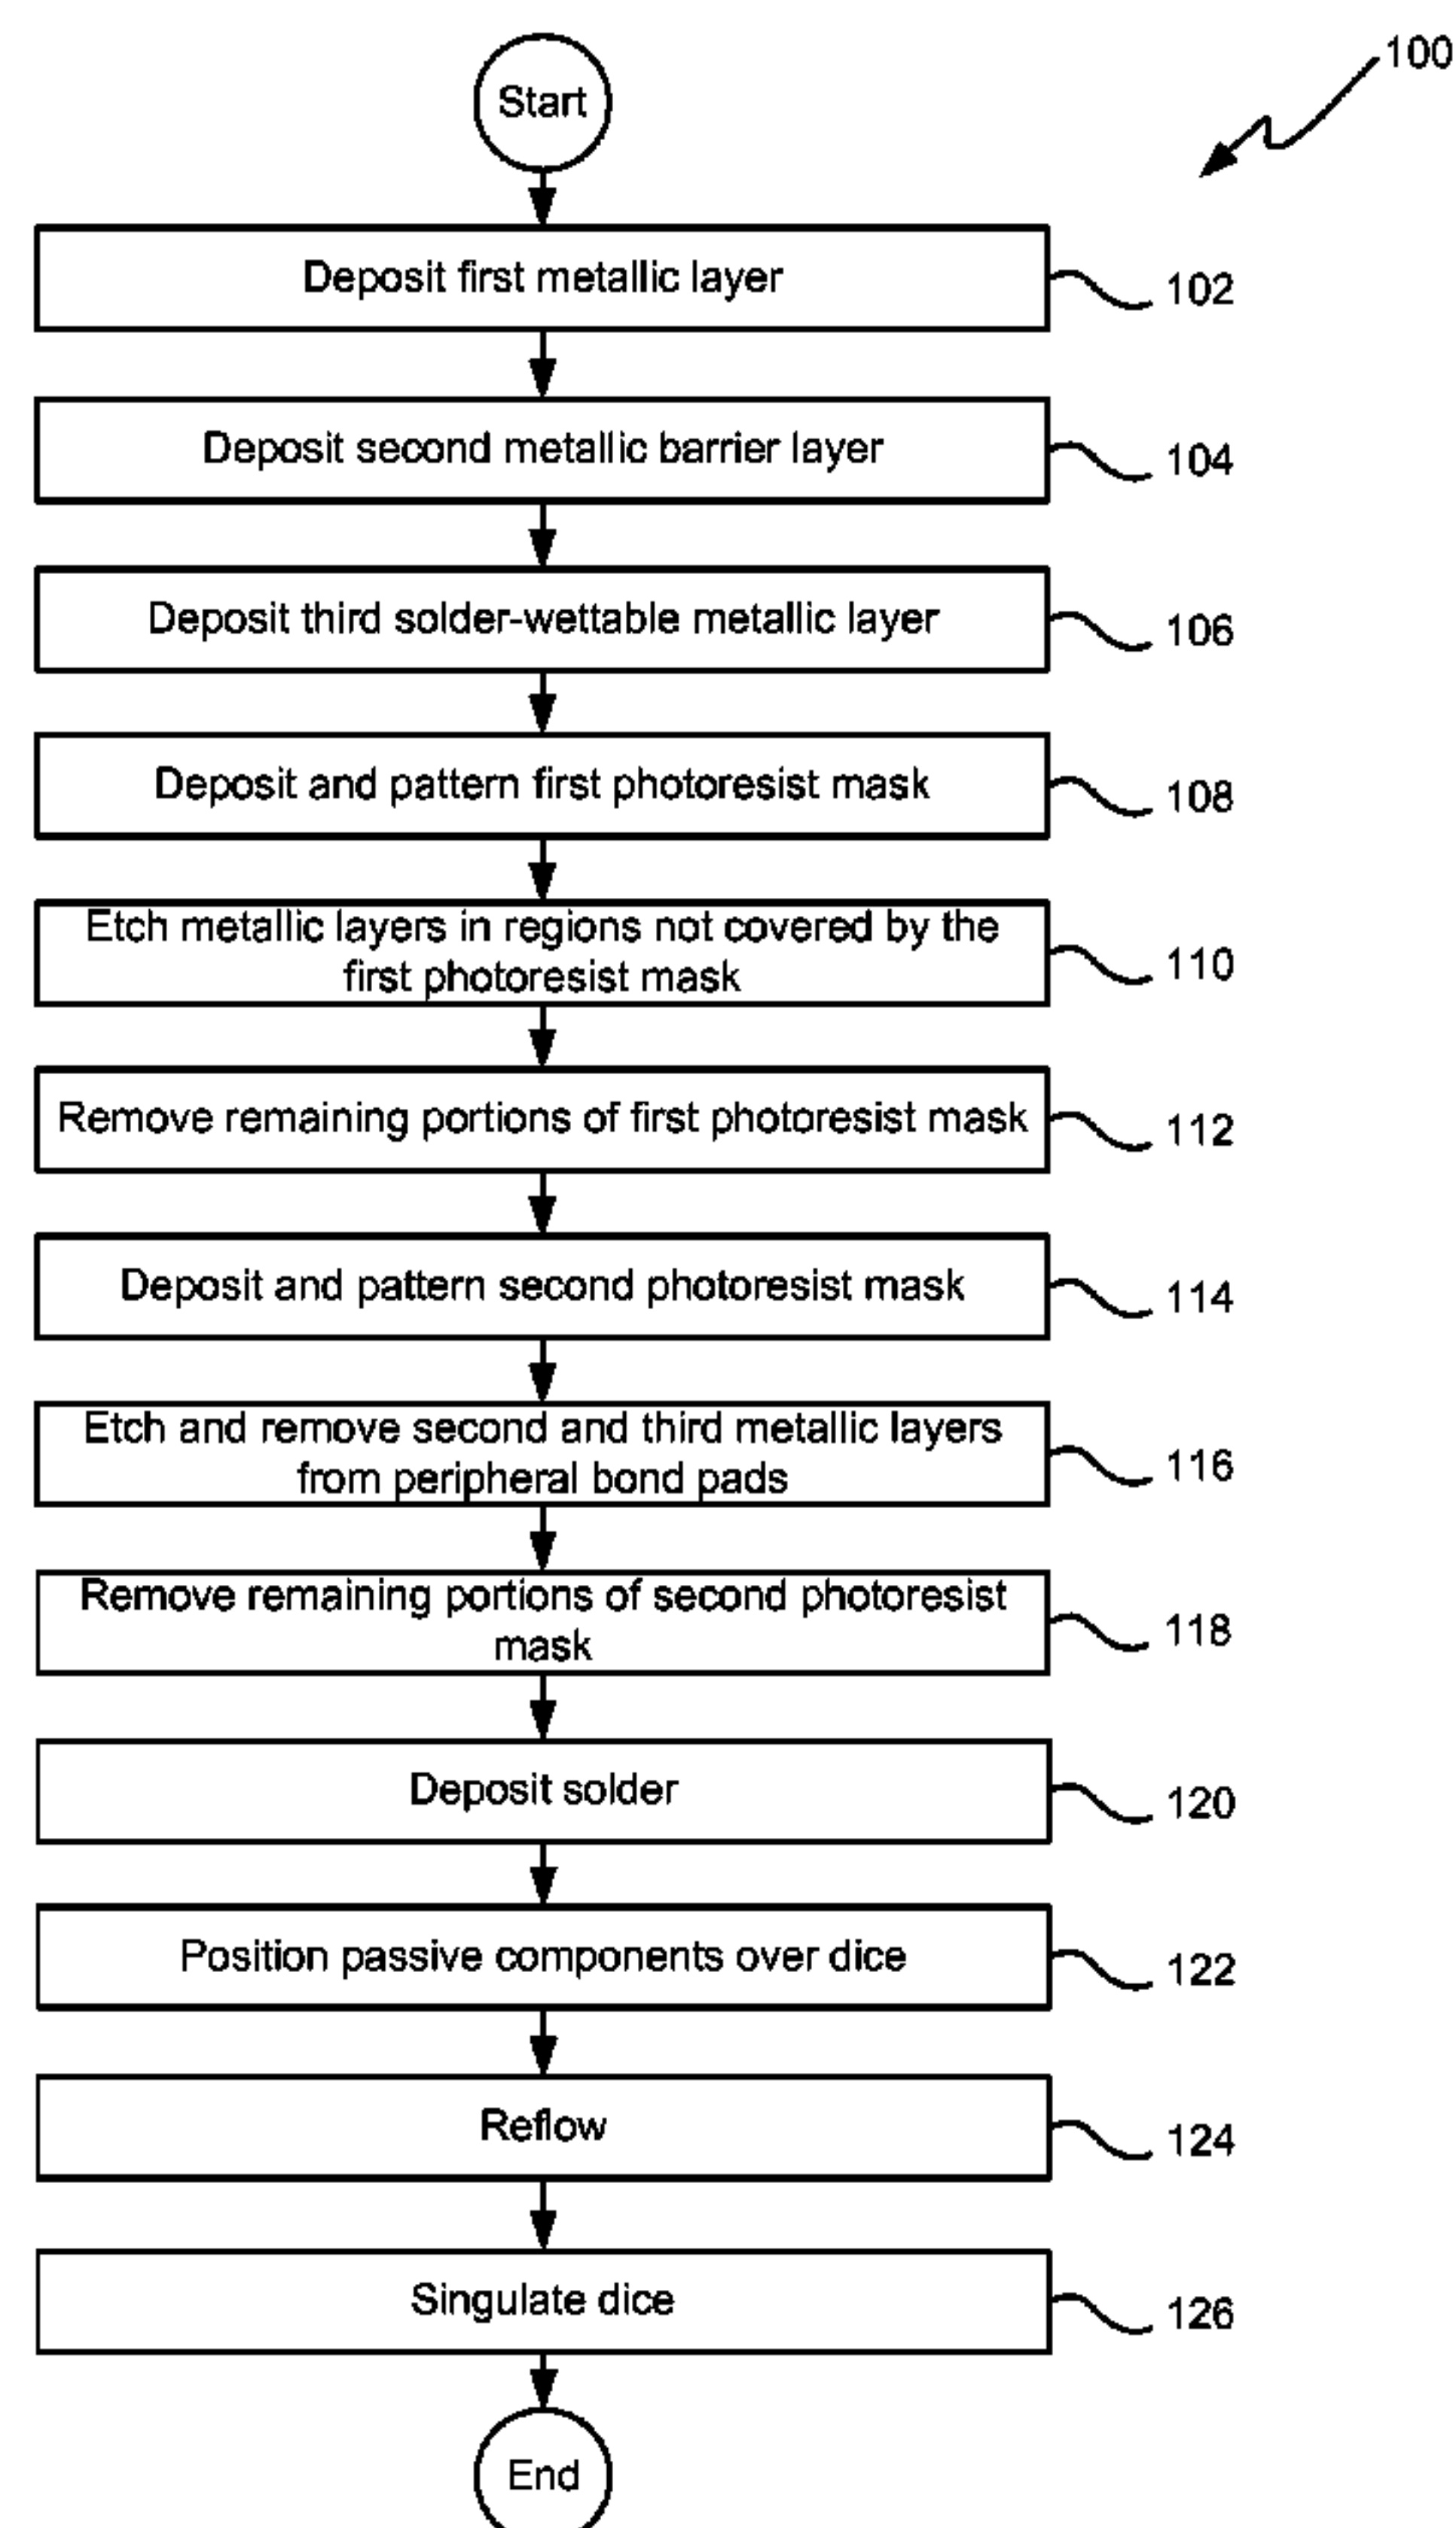 100
Start
Deposit first metallic layer
102
Deposit second metallic barrier layer
104
Deposit third solder-wettable metallic layer
106
Deposit and pattern first photoresist mask
108
Etch metallic layers in regions not covered by the
first photoresist mask
110
Remove remaining portions of first photoresist mask
112
Deposit and pattern second photoresist mask
114
Etch and remove second and third metallic layers
from peripheral bond pads
116
Remove remaining portions of second photoresist
mask
118
Deposit solder
120
Position passive components over dice
122
Reflow
124
Singulate dice
126
End